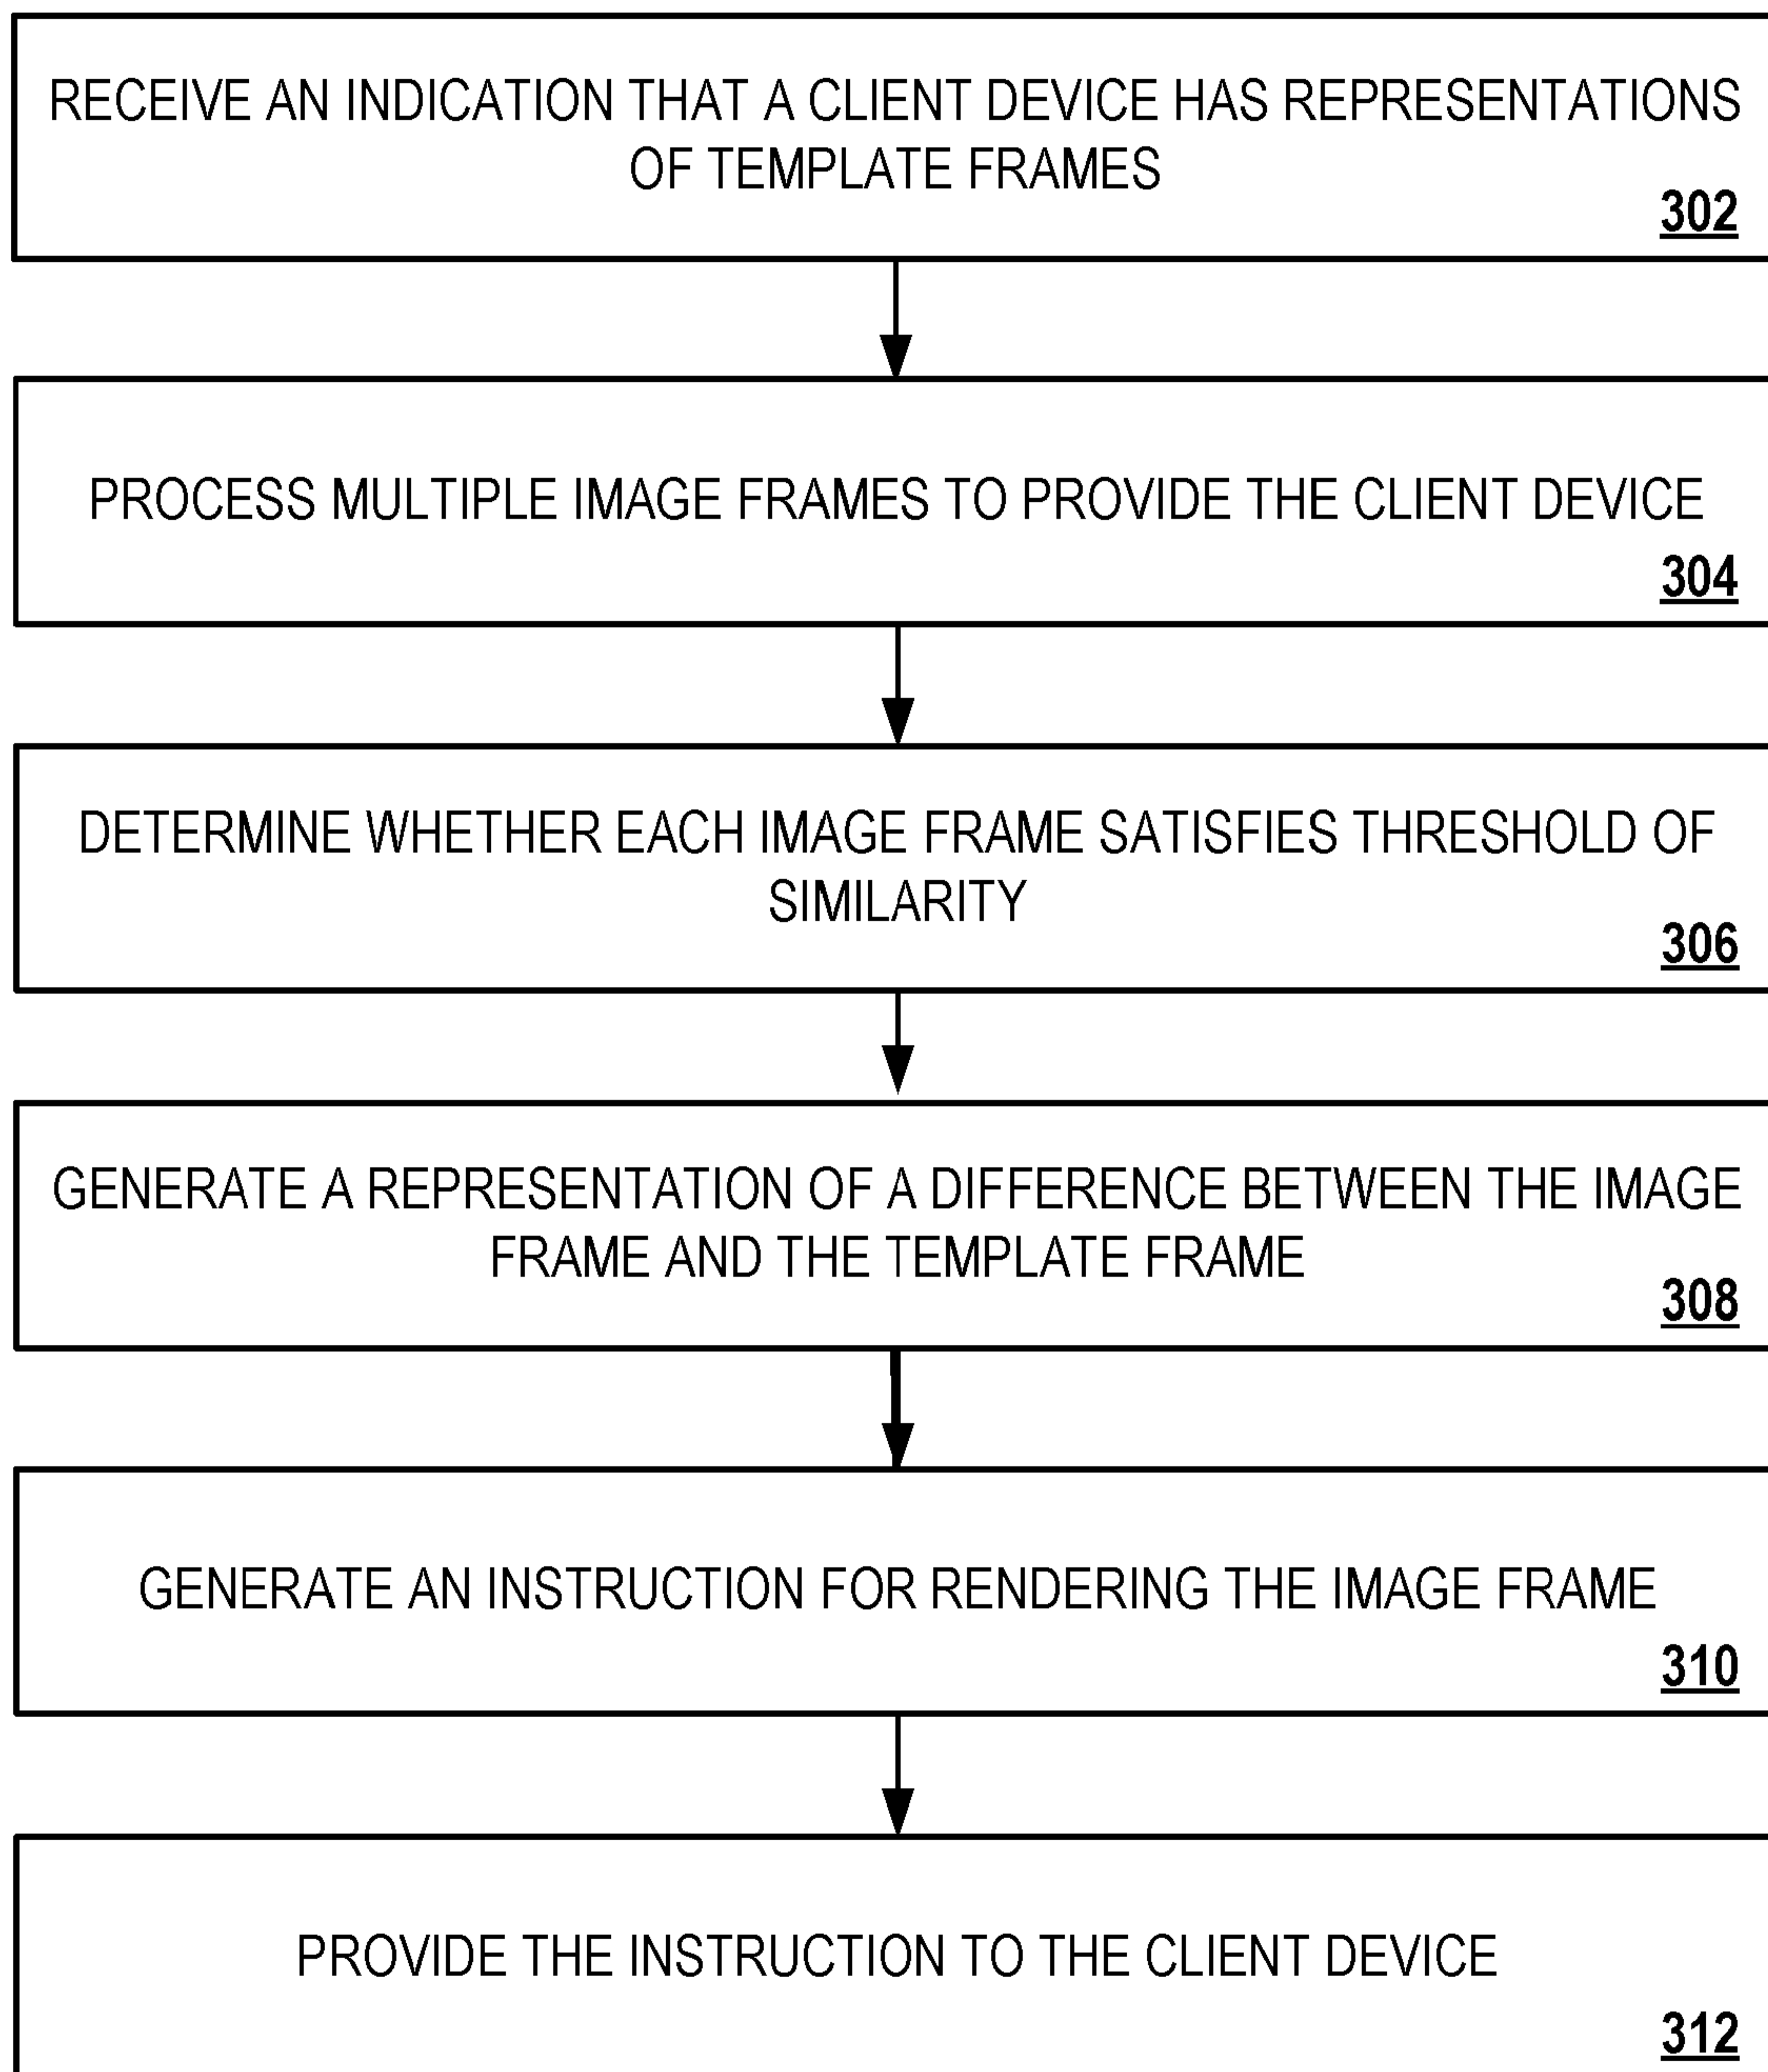 RECEIVE AN INDICATION THAT A CLIENT DEVICE HAS REPRESENTATIONS
OF TEMPLATE FRAMES
302
PROCESS MULTIPLE IMAGE FRAMES TO PROVIDE THE CLIENT DEVICE
304
DETERMINE WHETHER EACH IMAGE FRAME SATISFIES THRESHOLD OF
SIMILARITY
306
GENERATE A REPRESENTATION OF A DIFFERENCE BETWEEN THE IMAGE
FRAME AND THE TEMPLATE FRAME
308
GENERATE AN INSTRUCTION FOR RENDERING THE IMAGE FRAME
310
PROVIDE THE INSTRUCTION TO THE CLIENT DEVICE
312